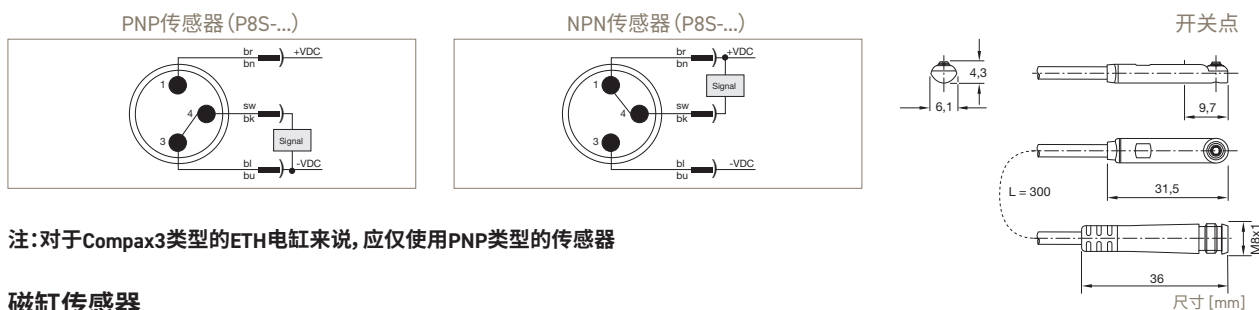 PNP传感器（P8S-...）
br
bn
+VDC
1
4
3
sw
bk
Signal
bl
bu
-VDC
NPN传感器（P8S-...）
br
bn
+VDC
1
4
3
Signal
sw
bk
bl
bu
-VDC
开关点
4,3
6,1
9,7
31,5
L = 300
M8x1
36
尺寸 [mm]
注：对于Compax3类型的ETH电缸来说，应仅使用PNP类型的传感器
磁缸传感器